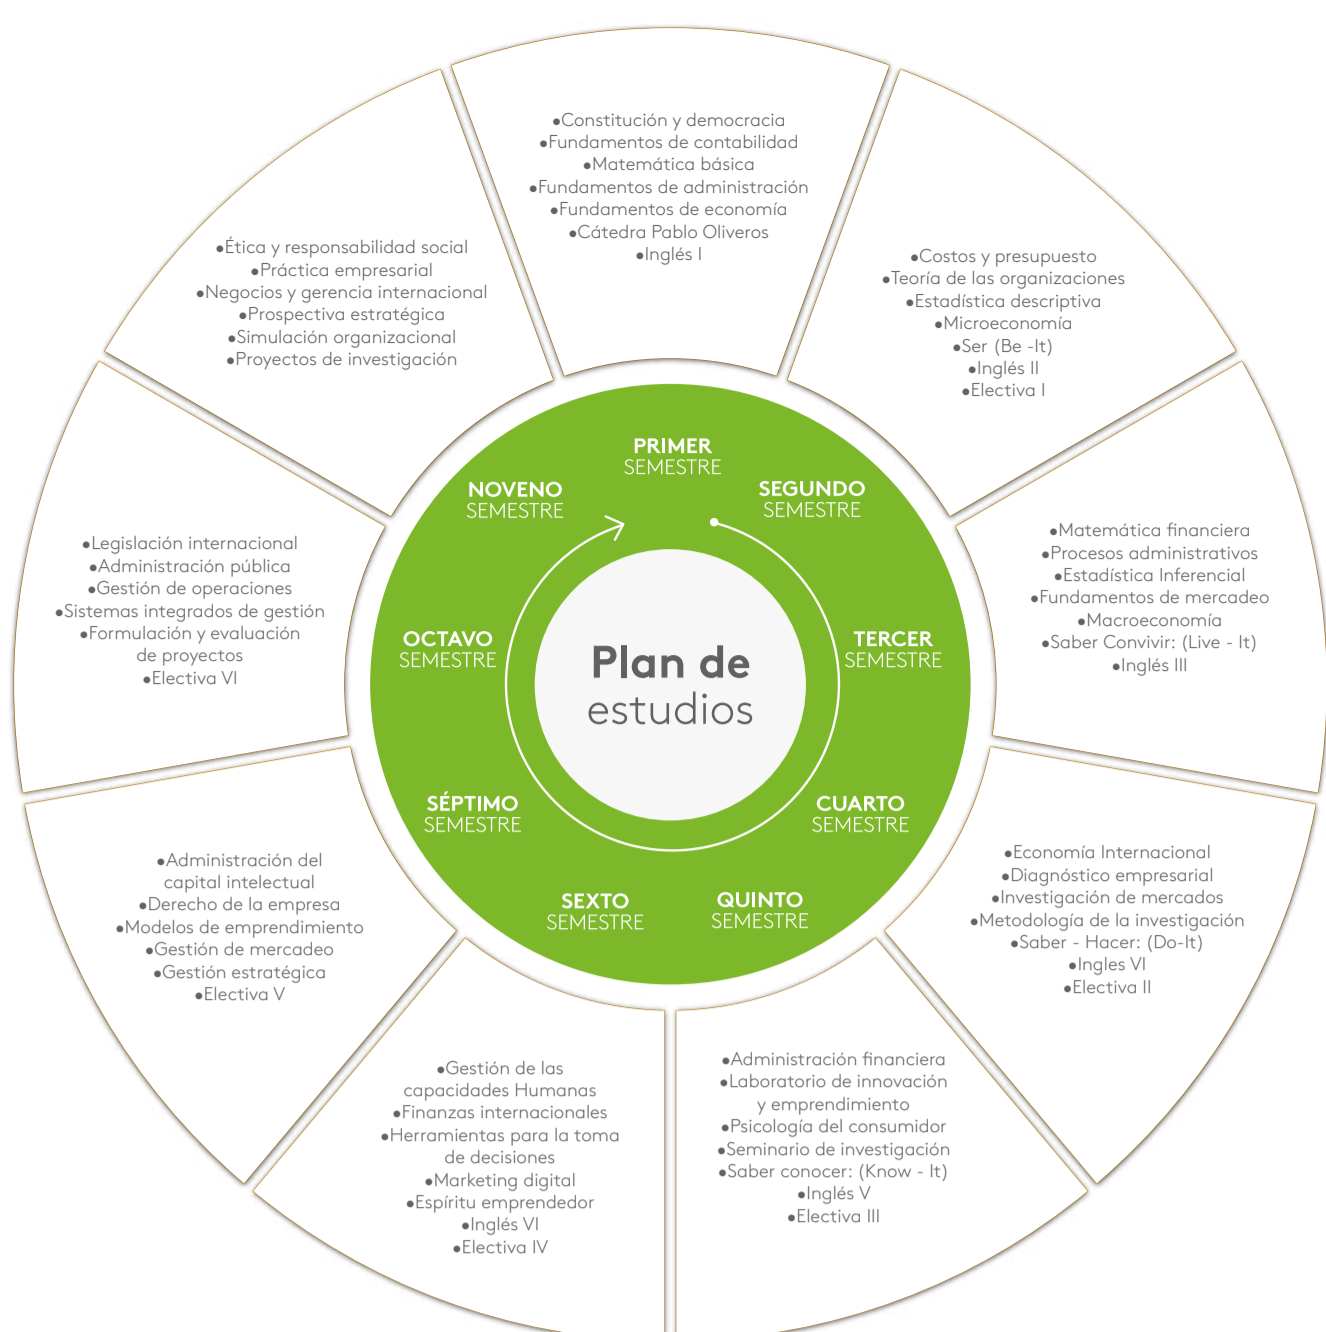 Plan de
estudios
PRIMER
SEMESTRE
●Constitución y democracia
●Fundamentos de contabilidad
●Matemática básica
●Fundamentos de administración
●Fundamentos de economía
●Cátedra Pablo Oliveros
●Inglés I
SEGUNDO
SEMESTRE
●Costos y presupuesto
●Teoría de las organizaciones
●Estadística descriptiva
●Microeconomía
●Ser (Be -It)
●Inglés II
●Electiva I
TERCER
SEMESTRE
●Matemática financiera
●Procesos administrativos
●Estadística Inferencial
●Fundamentos de mercadeo
●Macroeconomía
●Saber Convivir: (Live - It)
●Inglés III
CUARTO
SEMESTRE
●Economía Internacional
●Diagnóstico empresarial
●Investigación de mercados
●Metodología de la investigación
●Saber - Hacer: (Do-It)
●Ingles VI
●Electiva II
QUINTO
SEMESTRE
●Administración financiera
●Laboratorio de innovación
y emprendimiento
●Psicología del consumidor
●Seminario de investigación
●Saber conocer: (Know - It)
●Inglés V
●Electiva III
SEXTO
SEMESTRE
●Gestión de las
capacidades Humanas
●Finanzas internacionales
●Herramientas para la toma
de decisiones
●Marketing digital
●Espíritu emprendedor
●Inglés VI
●Electiva IV
SÉPTIMO
SEMESTRE
●Administración del
capital intelectual
●Derecho de la empresa
●Modelos de emprendimiento
●Gestión de mercadeo
●Gestión estratégica
●Electiva V
OCTAVO
SEMESTRE
●Legislación internacional
●Administración pública
●Gestión de operaciones
●Sistemas integrados de gestión
●Formulación y evaluación
de proyectos
●Electiva VI
NOVENO
SEMESTRE
●Ética y responsabilidad social
●Práctica empresarial
●Negocios y gerencia internacional
●Prospectiva estratégica
●Simulación organizacional
●Proyectos de investigación